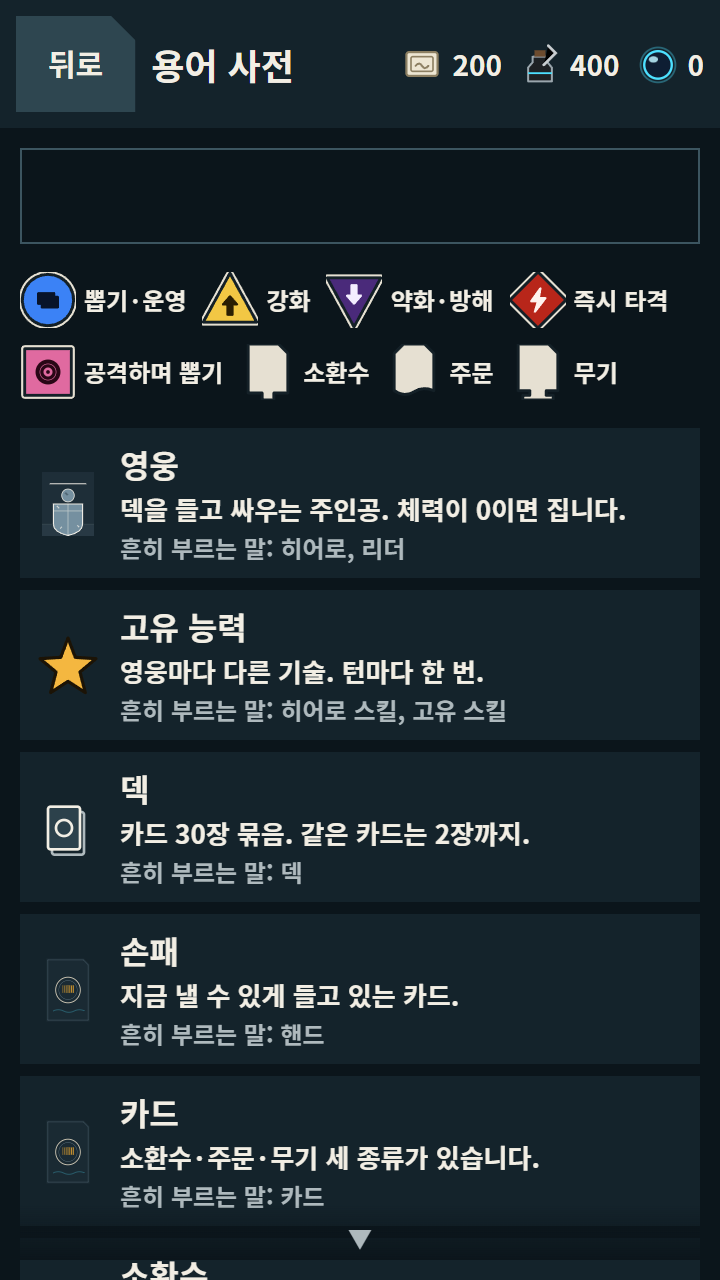 뒤로 용어 사전 200 400 0
뽑기·운영 강화 약화·방해 즉시 타격
공격하며 뽑기 소환수 주문 무기
영웅
덱을 들고 싸우는 주인공. 체력이 0이면 집니다.
흔히 부르는 말: 히어로, 리더
고유 능력
영웅마다 다른 기술. 턴마다 한 번.
흔히 부르는 말: 히어로 스킬, 고유 스킬
덱
카드 30장 묶음. 같은 카드는 2장까지.
흔히 부르는 말: 덱
손패
지금 낼 수 있게 들고 있는 카드.
흔히 부르는 말: 핸드
카드
소환수·주문·무기 세 종류가 있습니다.
흔히 부르는 말: 카드
소환수